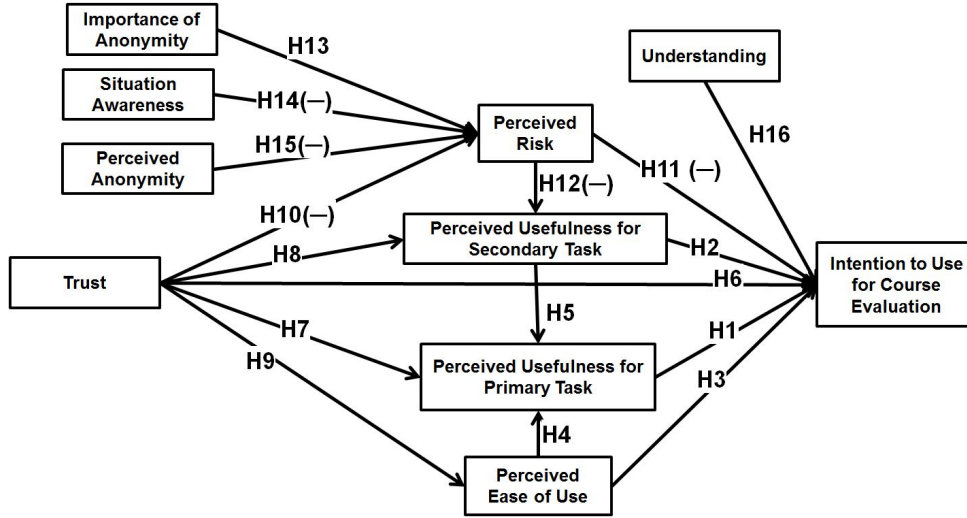 Importance of
Anonymity
H13
Understanding
Situation
Awareness
H14(—)
Perceived
Risk
H16
H15(—)
Perceived
Anonymity
H11 (—)
H12(—)
H10(—)
Perceived Usefulness for
Secondary Task
H8
H2
Trust
H6
Intention to Use
for Course
Evaluation
H5
H7
H1
H9
Perceived Usefulness for
Primary Task
H3
H4
Perceived
Ease of Use